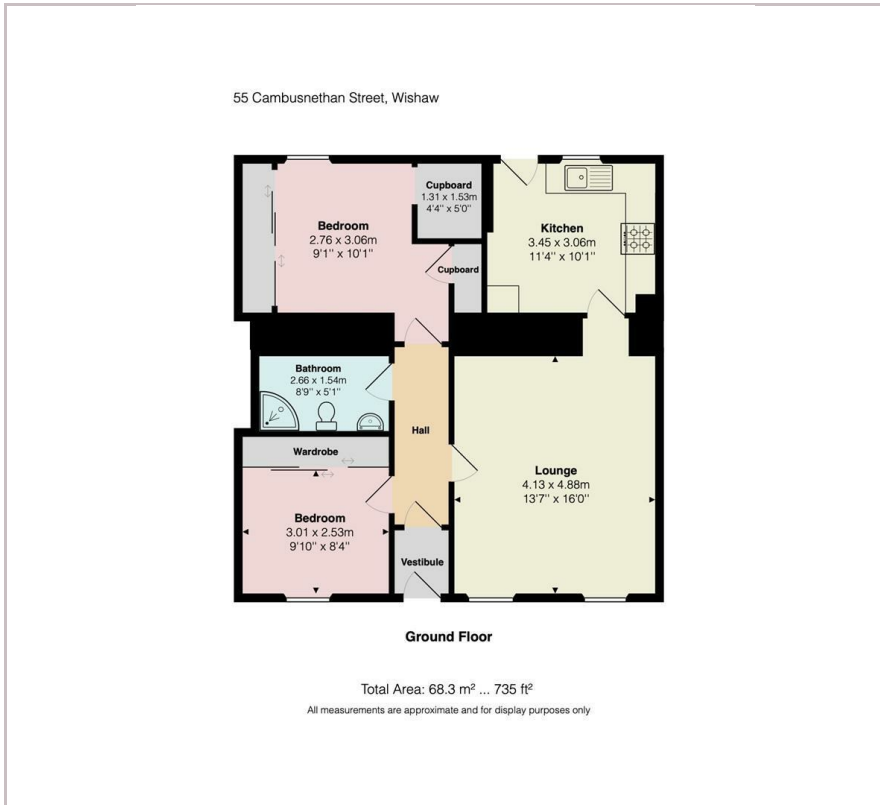 55 Cambusnethan Street, Wishaw
Cupboard
1.31 x 1.53m
4'4'' x 5'0''
Bedroom
2.76 x 3.06m
9'1'' x 10'1''
Kitchen
3.45 x 3.06m
11'4'' x 10'1''
Cupboard
Bathroom
2.66 x 1.54m
8'9'' x 5'1''
Hall
Wardrobe
Lounge
4.13 x 4.88m
13'7'' x 16'0''
Bedroom
3.01 x 2.53m
9'10'' x 8'4''
Vestibule
Ground Floor
Total Area: 68.3 m² ... 735 ft²
All measurements are approximate and for display purposes only